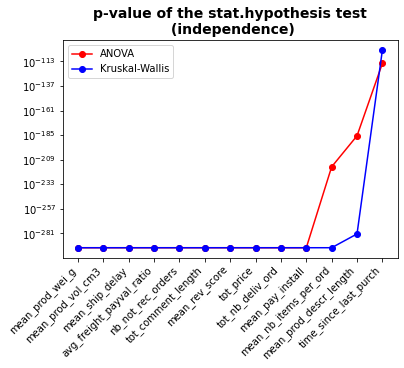 p-value of the stat.hypothesis test
(independence)
ANOVA
Kruskal-Wallis
10^-113
10^-137
10^-161
10^-185
10^-209
10^-233
10^-257
10^-281
mean_prod_wei_g
mean_prod_vol_cm3
mean_ship_delay
avg_freight_payval_ratio
nb_not_rec_orders
tot_comment_length
mean_rev_score
tot_price
tot_nb_deliv_ord
mean_pay_install
mean_nb_items_per_ord
mean_prod_descr_length
time_since_last_purch